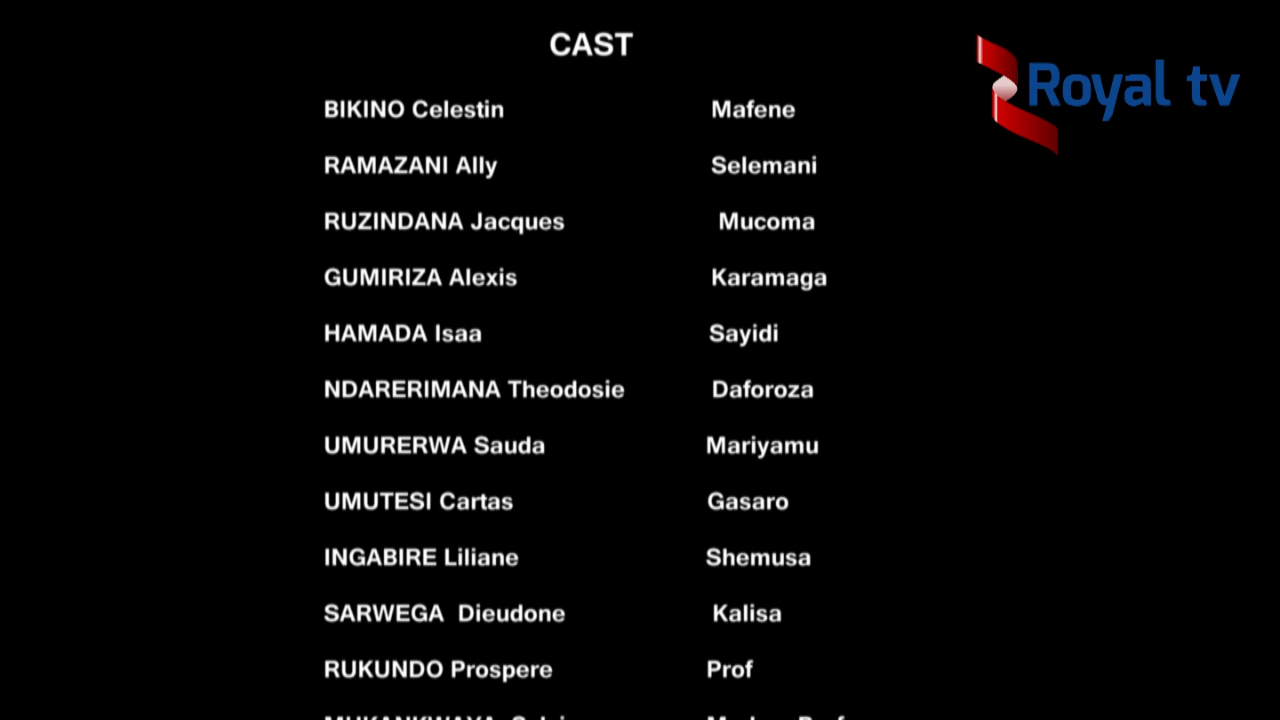 CAST
Royal tv
BIKINO Celestin Mafene
RAMAZANI Ally Selemani
RUZINDANA Jacques Mucoma
GUMIRIZA Alexis Karamaga
HAMADA Isaa Sayidi
NDARERIMANA Theodosie Daforoza
UMURERWA Sauda Mariyamu
UMUTESI Cartas Gasaro
INGABIRE Liliane Shemusa
SARWEGA Dieudone Kalisa
RUKUNDO Prospere Prof